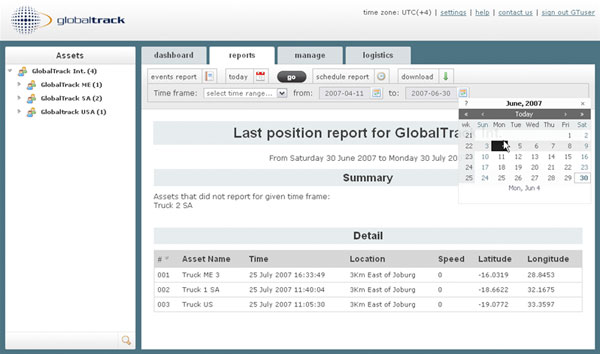 globaltrack
time zone: UTC(+4) | settings | help | contact us | sign out GTuser
Assets
GlobalTrack Int. (4)
GlobalTrack ME (1)
GlobalTrack SA (2)
GlobalTrack USA (1)
dashboard reports manage logistics
events report today go schedule report download
Time frame: select time range... from: 2007-04-11 to: 2007-06-30
? June, 2007 ×
« ‹ Today › »
wk Sun Mon Tue Wed Thu Fri Sat
21 1 2
22 3 5 6 7 8 9
23 10 11 12 13 14 15 16
24 17 18 19 20 21 22 23
25 24 25 26 27 28 29 30
Mon, Jun 4
Last position report for GlobalTrack Int.
From Saturday 30 June 2007 to Monday 30 July 200
Summary
Assets that did not report for given time frame:
Truck 2 SA
Detail
# Asset Name Time Location Speed Latitude Longitude
001 Truck ME 3 25 July 2007 16:33:49 3Km East of Joburg 0 -16.0319 28.8453
002 Truck 1 SA 25 July 2007 11:40:04 3Km East of Joburg 0 -18.6622 32.1675
003 Truck US 25 July 2007 11:05:30 3Km East of Joburg 0 -19.0772 33.3597